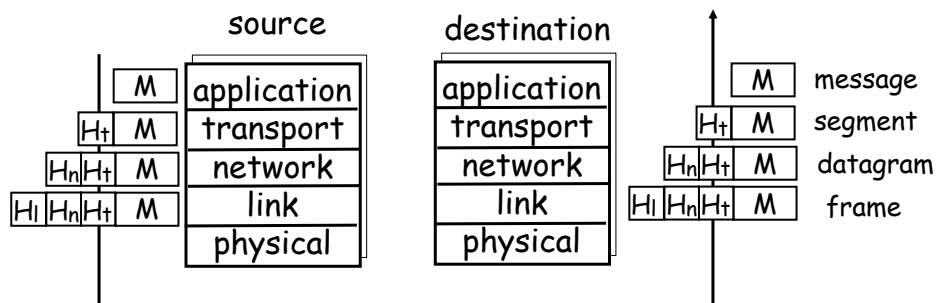 source destination
M application application M message
Ht M transport transport Ht M segment
Hn Ht M network network Hn Ht M datagram
Hl Hn Ht M link link Hl Hn Ht M frame
physical physical